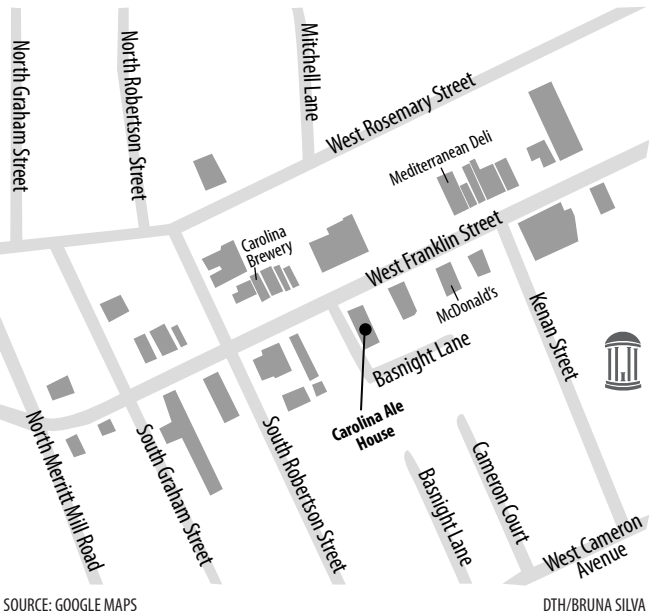 North Graham Street
North Robertson Street
Mitchell Lane
West Rosemary Street
Mediterranean Deli
Carolina
Brewery
West Franklin Street
McDonald's
Kenan Street
Basnight Lane
Carolina Ale
House
North Merritt Mill Road
South Graham Street
South Robertson Street
Basnight Lane
Cameron Court
West Cameron
Avenue
SOURCE: GOOGLE MAPS
DTH/BRUNA SILVA